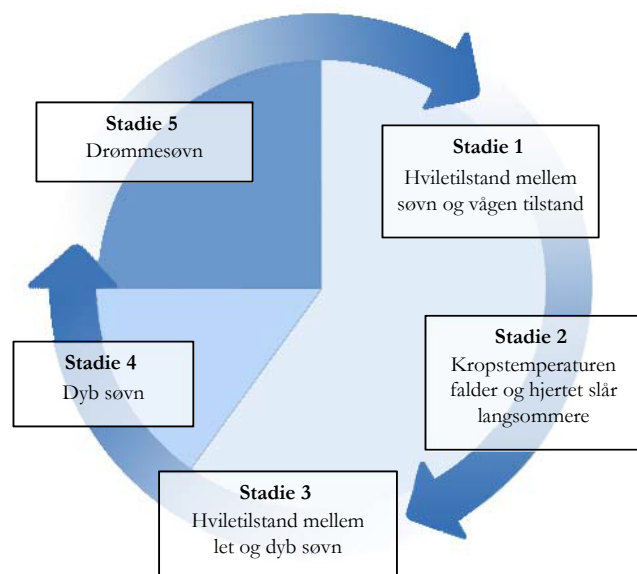 Stadie 1
Hviletilstand mellem
søvn og vågen tilstand
Stadie 2
Kropstemperaturen
falder og hjertet slår
langsommere
Stadie 3
Hviletilstand mellem
let og dyb søvn
Stadie 4
Dyb søvn
Stadie 5
Drømmesøvn